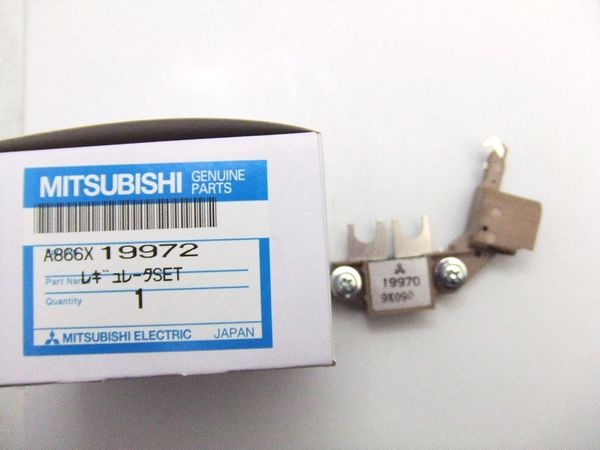 MITSUBISHI GENUINE PARTS
A866X 19972
Part Name ﾚｷﾞｭﾚｰﾀSET
Quantity 1
MITSUBISHI ELECTRIC JAPAN
19970
9X090